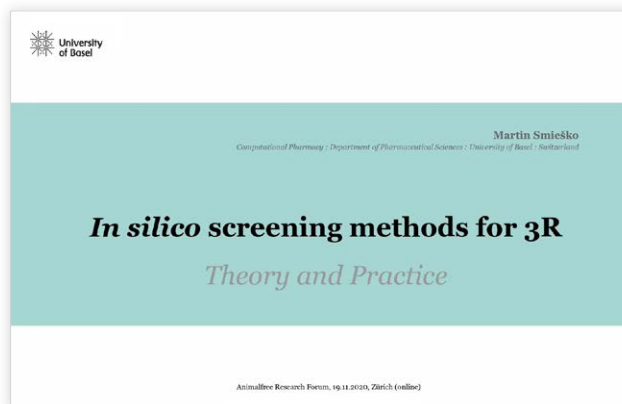 University
of Basel
Martin Smieško
Computational Pharmacy : Department of Pharmaceutical Sciences : University of Basel : Switzerland
In silico screening methods for 3R
Theory and Practice
Animalfree Research Forum, 19.11.2020, Zürich (online)